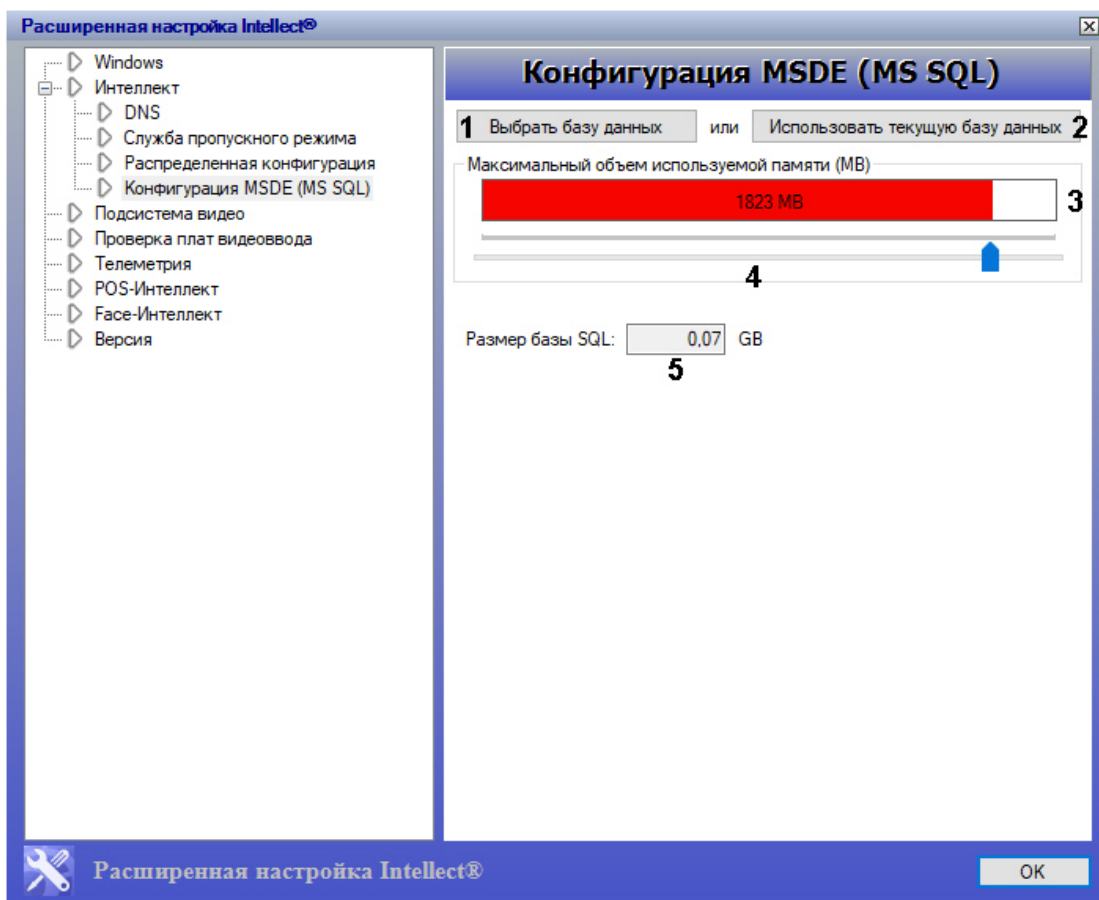 Расширенная настройка Intellect®
Windows
Интеллект
DNS
Служба пропускного режима
Распределенная конфигурация
Конфигурация MSDE (MS SQL)
Подсистема видео
Проверка плат видеоввода
Телеметрия
POS-Интеллект
Face-Интеллект
Версия
Конфигурация MSDE (MS SQL)
1 Выбрать базу данных или Использовать текущую базу данных 2
Максимальный объем используемой памяти (MB)
1823 MB 3
4
Размер базы SQL: 0,07 GB
5
Расширенная настройка Intellect®
OK